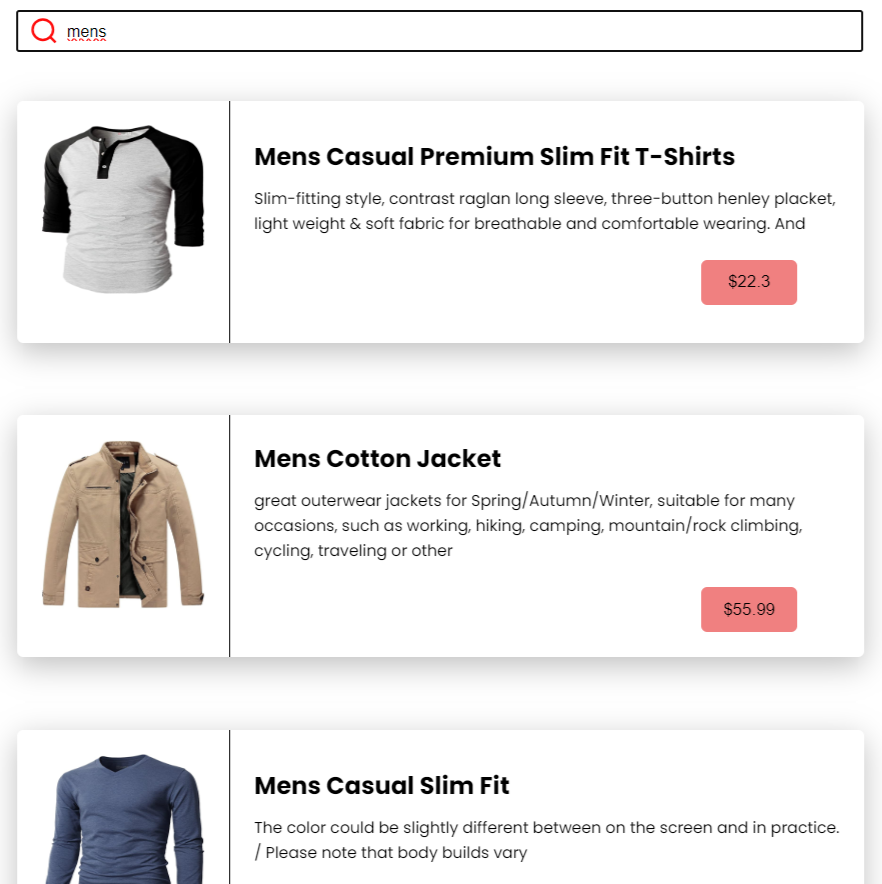 mens
Mens Casual Premium Slim Fit T-Shirts
Slim-fitting style, contrast raglan long sleeve, three-button henley placket,
light weight & soft fabric for breathable and comfortable wearing. And
$22.3
Mens Cotton Jacket
great outerwear jackets for Spring/Autumn/Winter, suitable for many
occasions, such as working, hiking, camping, mountain/rock climbing,
cycling, traveling or other
$55.99
Mens Casual Slim Fit
The color could be slightly different between on the screen and in practice.
/ Please note that body builds vary